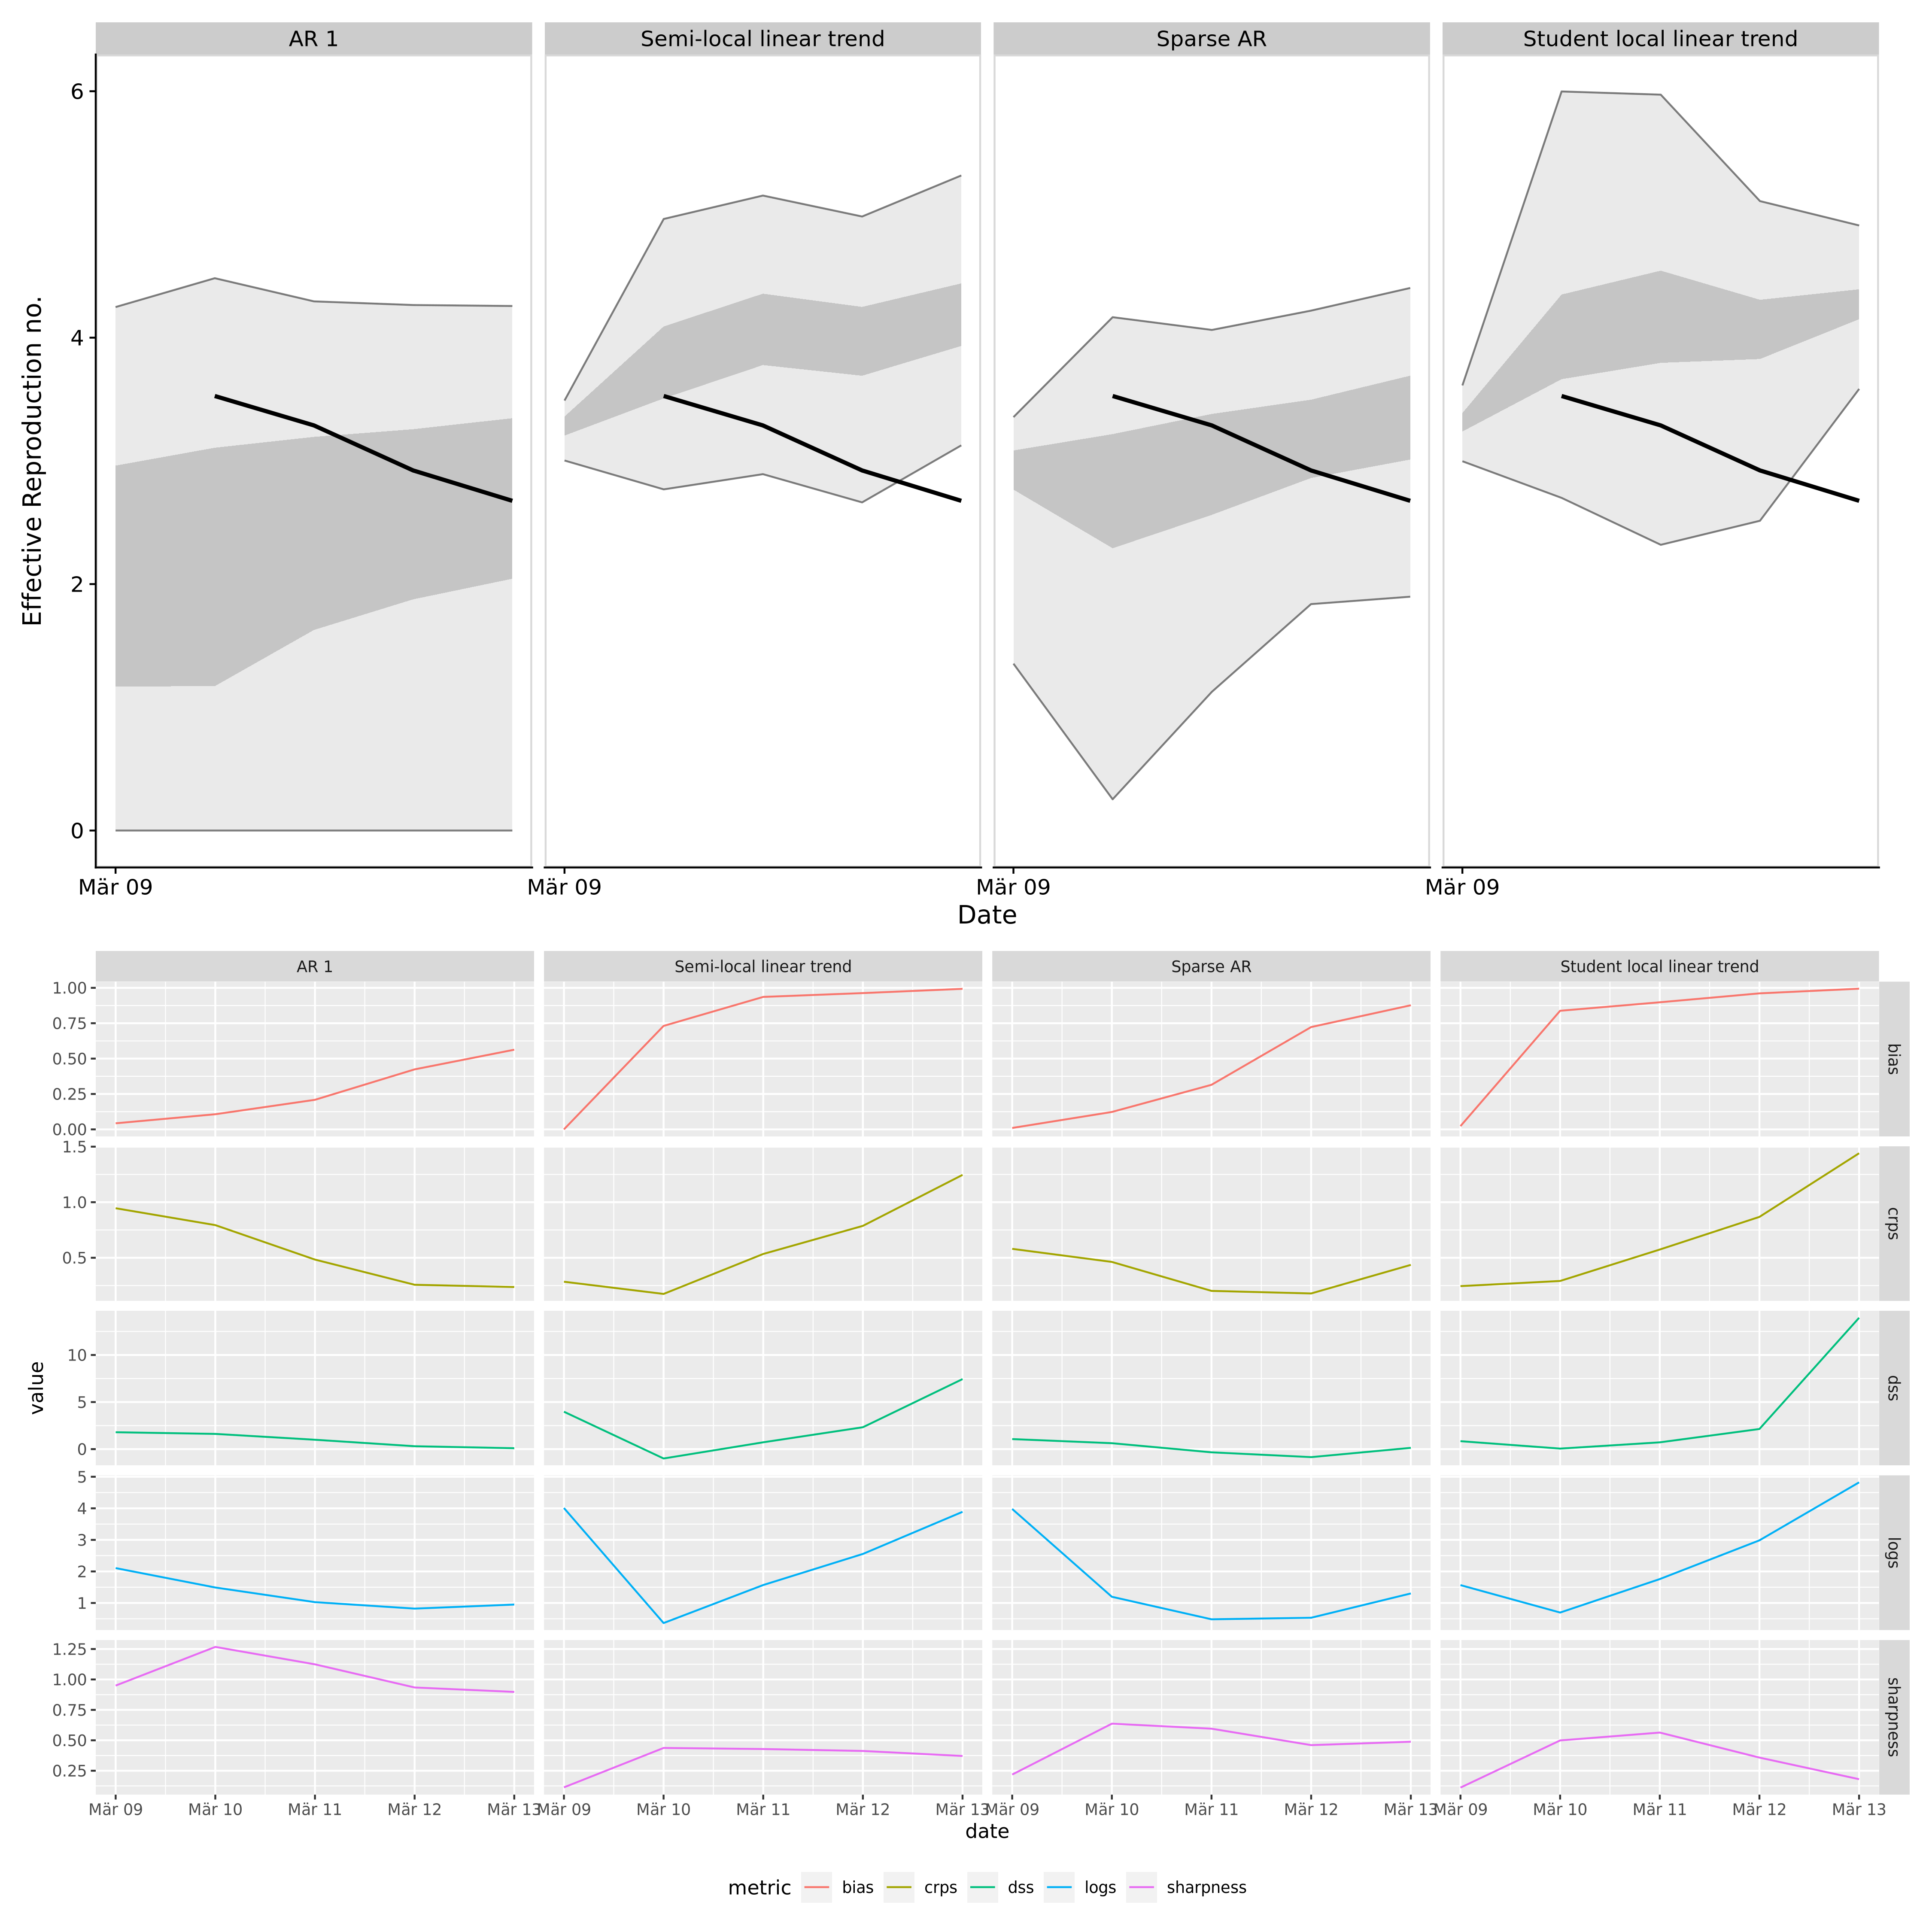 AR 1
Semi-local linear trend
Sparse AR
Student local linear trend
Effective Reproduction no.
6
4
2
0
Mär 09
Mär 09
Mär 09
Mär 09
Date
AR 1
Semi-local linear trend
Sparse AR
Student local linear trend
value
1.00
0.75
0.50
0.25
0.00
bias
1.5
1.0
0.5
crps
10
5
0
dss
5
4
3
2
1
logs
1.25
1.00
0.75
0.50
0.25
sharpness
Mär 09 Mär 10 Mär 11 Mär 12 Mär 13
Mär 09 Mär 10 Mär 11 Mär 12 Mär 13
Mär 09 Mär 10 Mär 11 Mär 12 Mär 13
Mär 09 Mär 10 Mär 11 Mär 12 Mär 13
date
metric bias crps dss logs sharpness